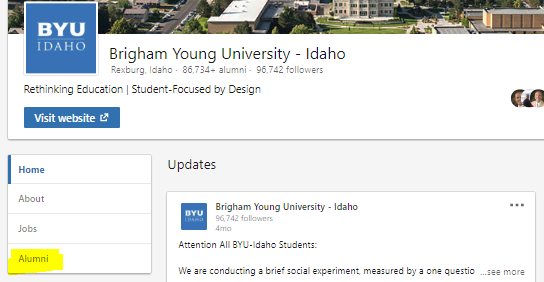 BYU
IDAHO
Brigham Young University - Idaho
Rexburg, Idaho · 86,734+ alumni · 96,742 followers
Rethinking Education | Student-Focused by Design
Visit website
Home
About
Jobs
Alumni
Updates
BYU
IDAHO
Brigham Young University - Idaho
96,742 followers
4mo
Attention All BYU-Idaho Students:
We are conducting a brief social experiment, measured by a one questio ...see more